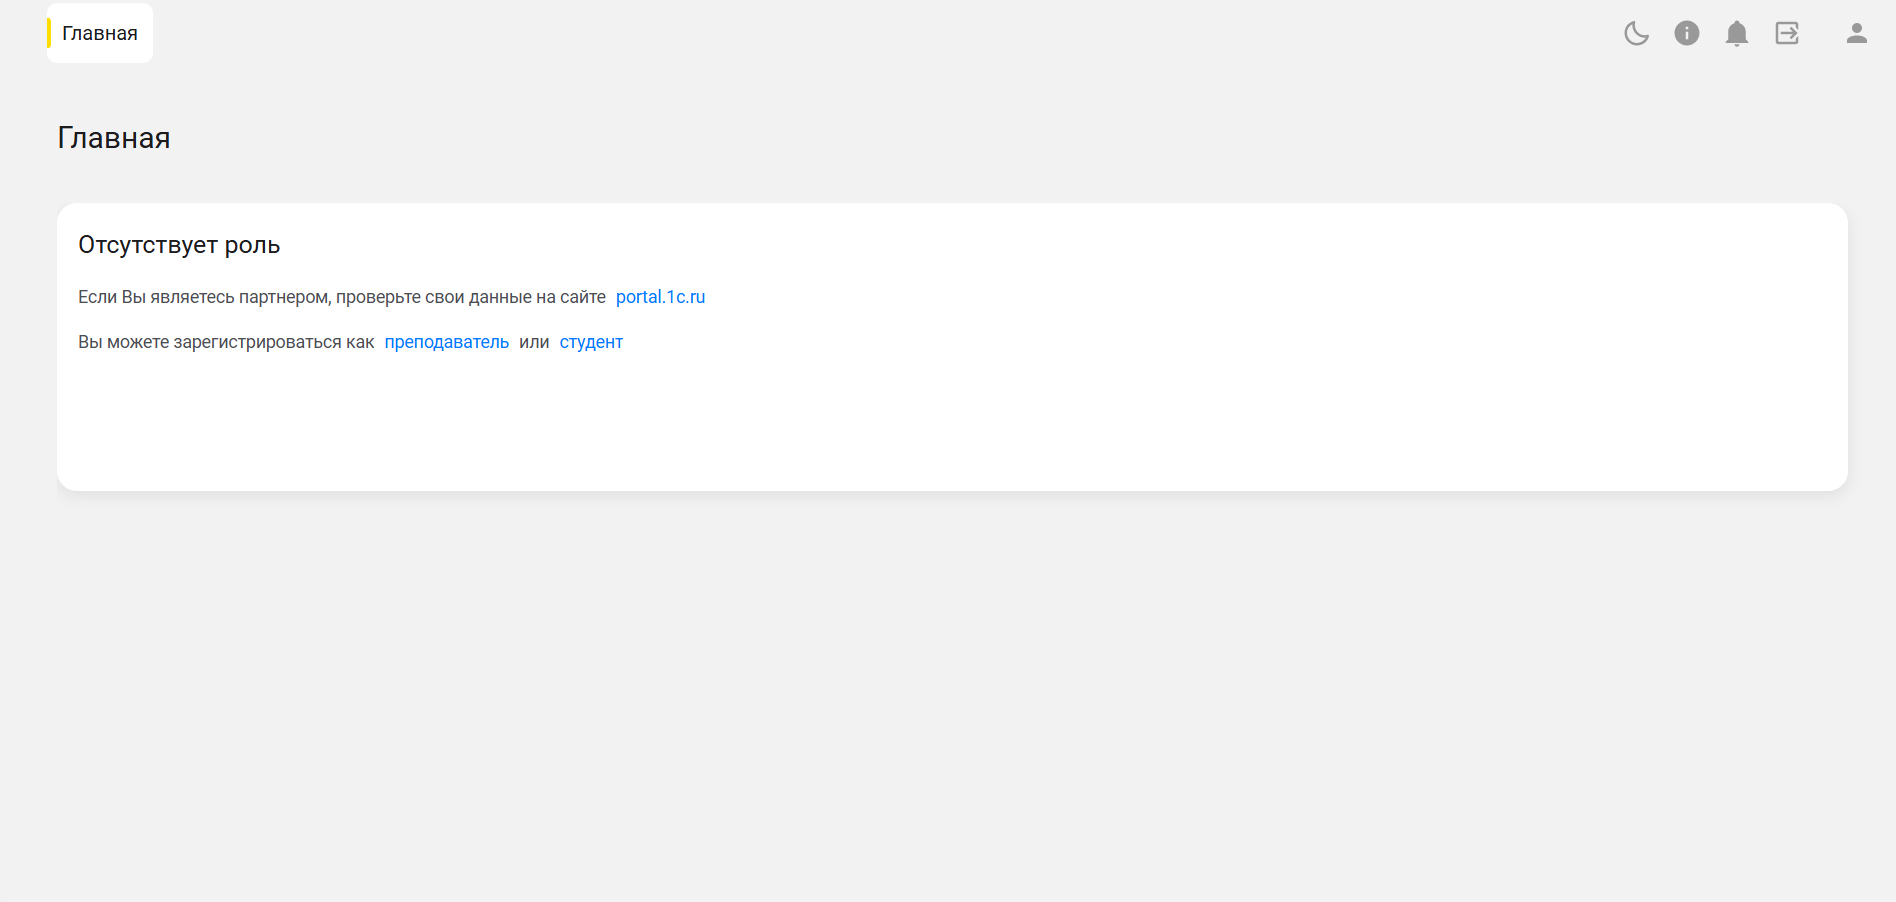 Главная
Главная
Отсутствует роль
Если Вы являетесь партнером, проверьте свои данные на сайте portal.1c.ru
Вы можете зарегистрироваться как преподаватель или студент